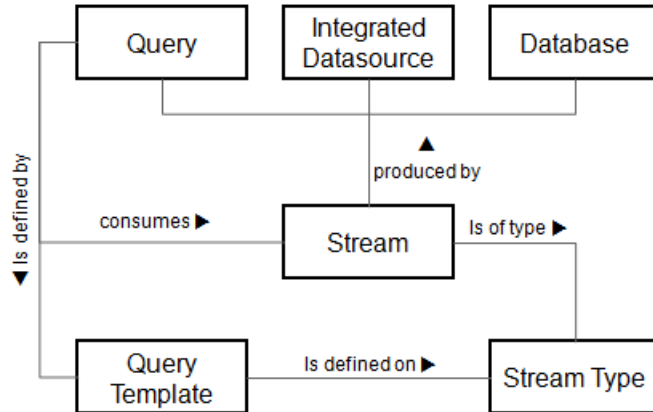 Query
Integrated
Datasource
Database
▲
produced by
◀ Is defined by
consumes ▶
Stream
Is of type ▶
Query
Template
Is defined on ▶
Stream Type